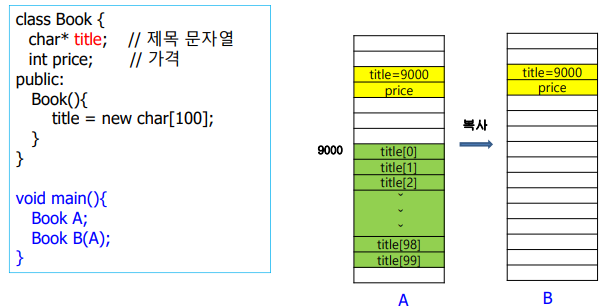 class Book {
char* title; // 제목 문자열
int price; // 가격
public:
Book(){
title = new char[100];
}
}
void main(){
Book A;
Book B(A);
}
title=9000
price
9000
title[0]
title[1]
title[2]
title[98]
title[99]
A
복사
title=9000
price
B